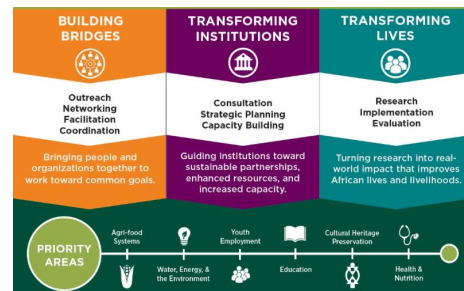 BUILDING
BRIDGES
Outreach
Networking
Facilitation
Coordination
Bringing people and
organizations together to
work toward common goals.
TRANSFORMING
INSTITUTIONS
Consultation
Strategic Planning
Capacity Building
Guiding institutions toward
sustainable partnerships,
enhanced resources, and
increased capacity.
TRANSFORMING
LIVES
Research
Implementation
Evaluation
Turning research into real-
world impact that improves
African lives and livelihoods.
PRIORITY
AREAS
Agri-food
Systems
Water, Energy, &
the Environment
Youth
Employment
Education
Cultural Heritage
Preservation
Health &
Nutrition